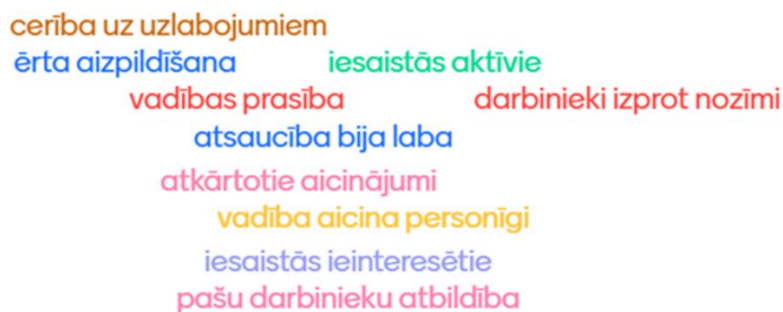 cerība uz uzlabojumiem
ērta aizpildīšana iesaistās aktīvie
vadības prasība darbinieki izprot nozīmi
atsaucība bija laba
atkārtotie aicinājumi
vadība aicina personīgi
iesaistās ieinteresētie
pašu darbinieku atbildība